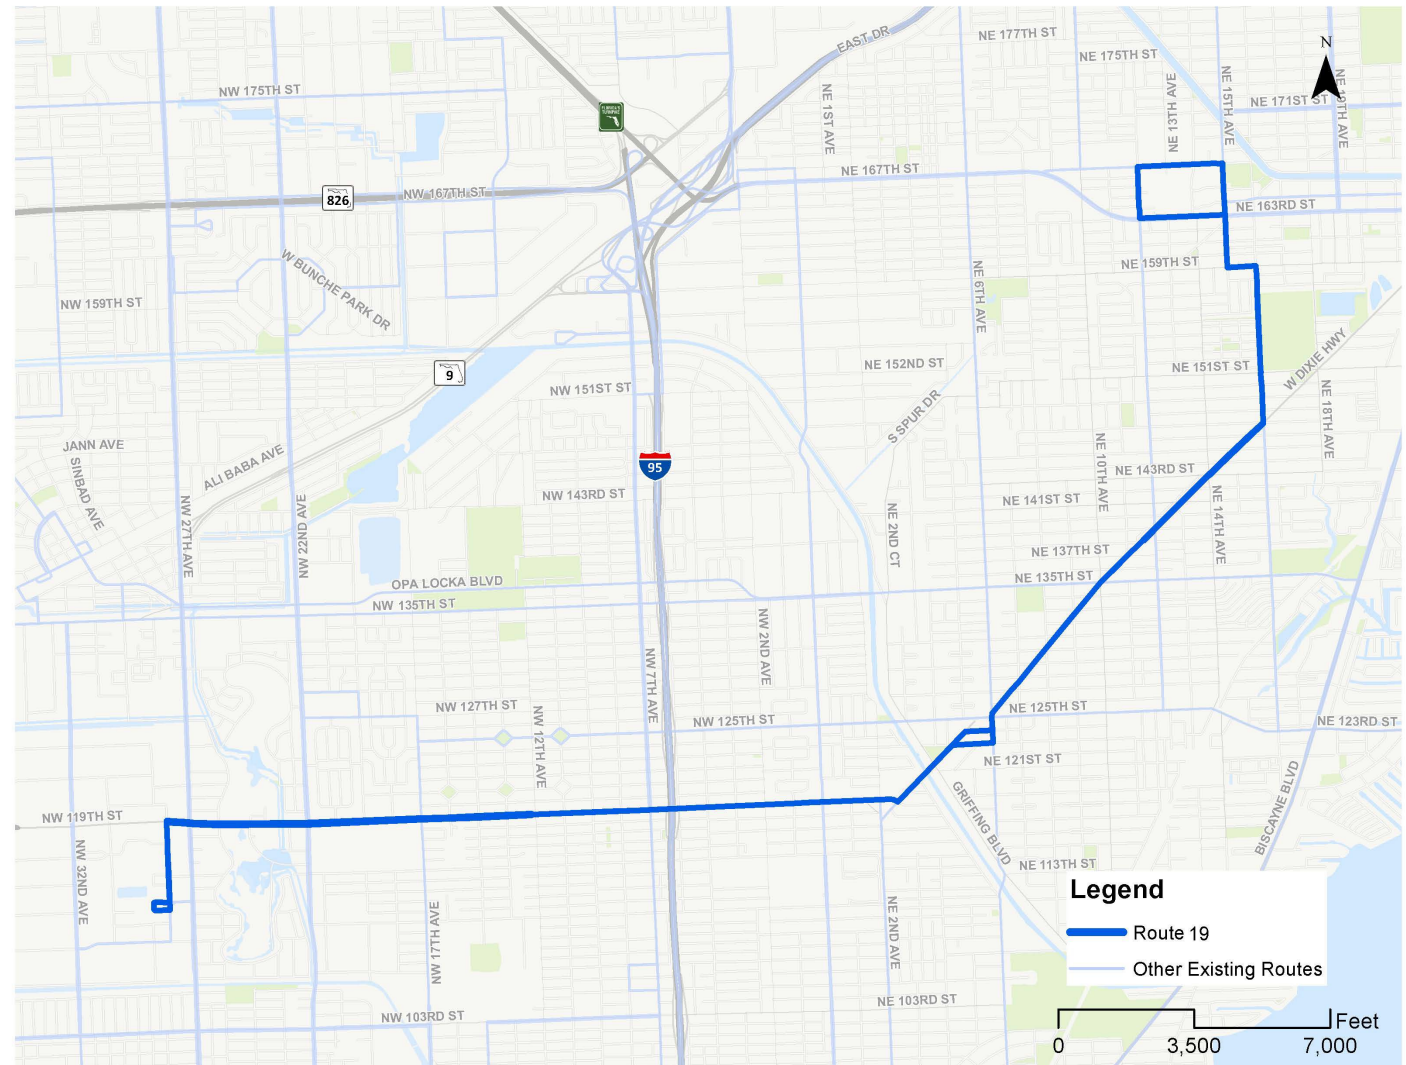 EAST DR
NE 177TH ST
N
NE 175TH ST
NW 175TH ST
NE 1ST AVE
NE 13TH AVE
NE 15TH AVE
NE 171ST ST
NE 19TH AVE
FLORIDA'S
TURNPIKE
NW 167TH ST
826
NE 167TH ST
NE 163RD ST
W BUNCHE PARK DR
NE 159TH ST
NE 6TH AVE
NW 159TH ST
9
NE 152ND ST
NE 151ST ST
W DIXIE HWY
NW 151ST ST
S SPUR DR
NE 18TH AVE
JANN AVE
SINBAD AVE
ALI BABA AVE
95
NE 10TH AVE
NE 143RD ST
NW 143RD ST
NE 141ST ST
NE 14TH AVE
NW 27TH AVE
NW 22ND AVE
NE 2ND CT
NE 137TH ST
OPA LOCKA BLVD
NE 135TH ST
NW 135TH ST
NW 2ND AVE
NW 7TH AVE
NW 127TH ST
NW 12TH AVE
NW 125TH ST
NE 125TH ST
NE 123RD ST
NE 121ST ST
GRIFFING BLVD
BISCAYNE BLVD
NW 119TH ST
NW 32ND AVE
NE 113TH ST
NW 17TH AVE
NE 2ND AVE
NE 103RD ST
NW 103RD ST
Legend
Route 19
Other Existing Routes
Feet
0 3,500 7,000